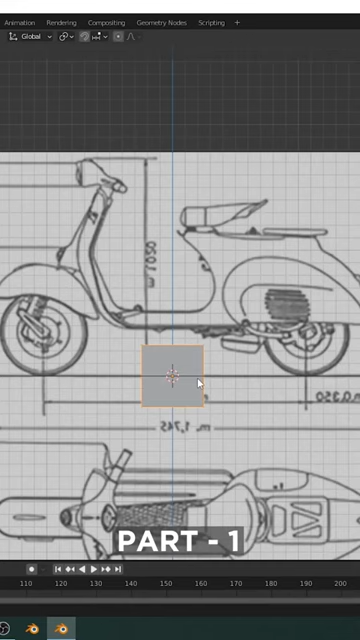 Animation Rendering Compositing Geometry Nodes Scripting +
Global
m. 1,745
PART - 1
110 120 130 140 150 160 170 180 190 200